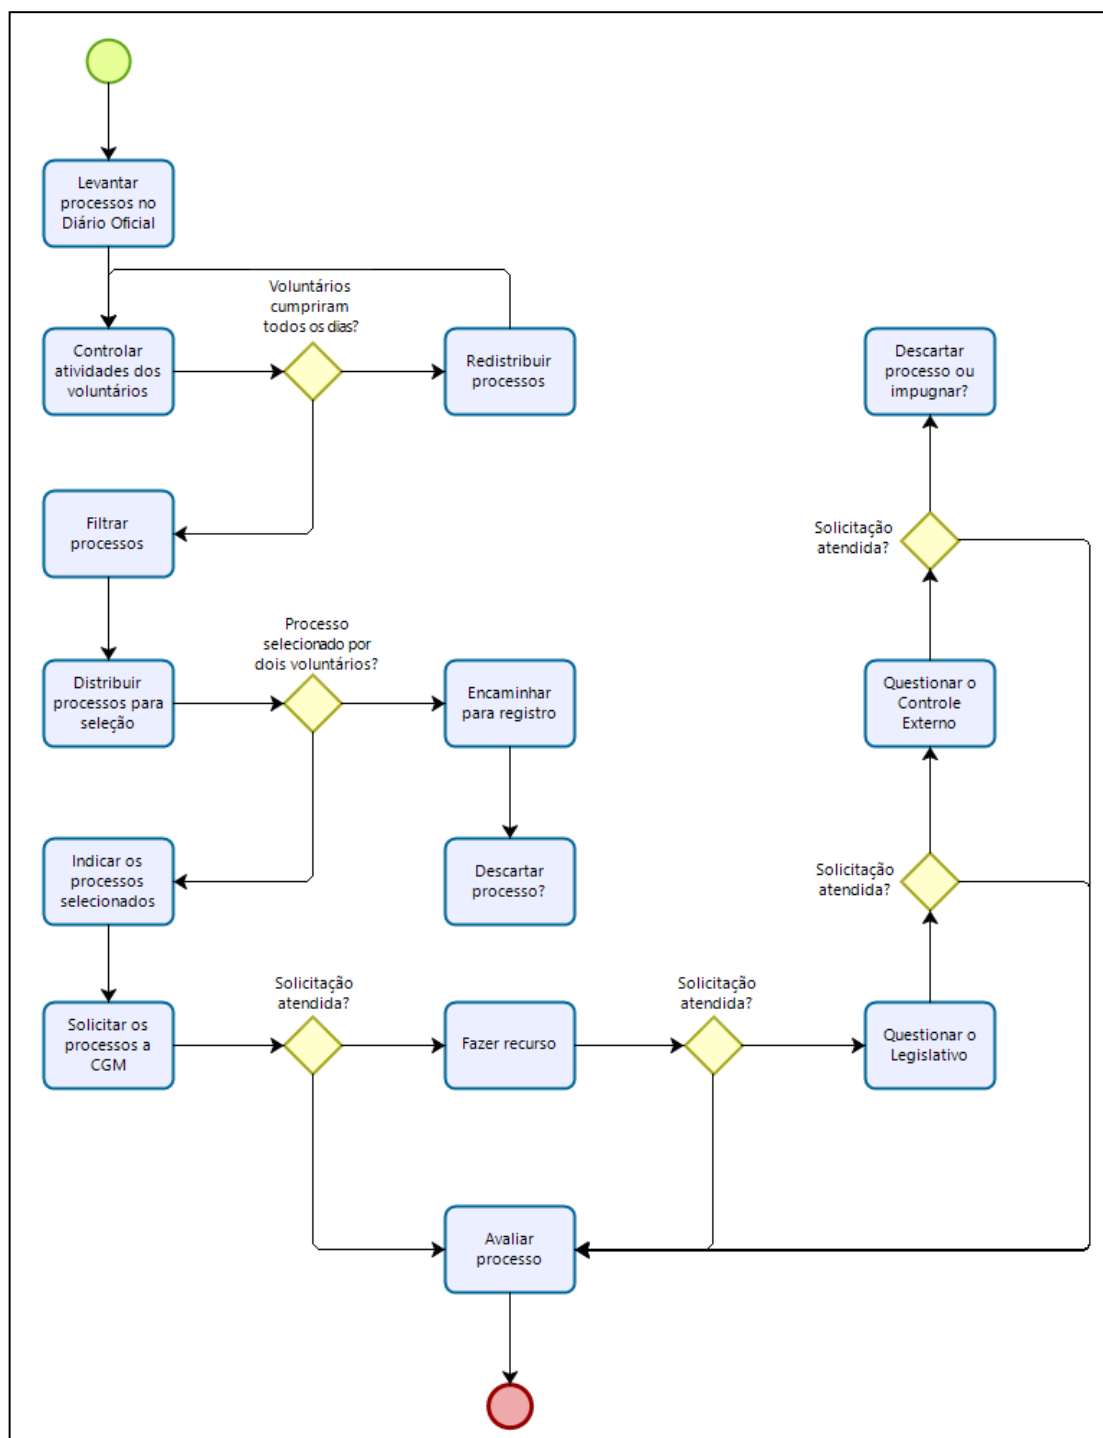 Levantar
processos no
Diário Oficial
Voluntários
cumpriram
todos os dias?
Controlar
atividades dos
voluntários
Redistribuir
processos
Descartar
processo ou
impugnar?
Filtrar
processos
Solicitação
atendida?
Processo
selecionado por
dois voluntários?
Distribuir
processos para
seleção
Encaminhar
para registro
Questionar o
Controle
Externo
Indicar os
processos
selecionados
Descartar
processo?
Solicitação
atendida?
Solicitação
atendida?
Solicitação
atendida?
Solicitar os
processos a
CGM
Fazer recurso
Questionar o
Legislativo
Avaliar
processo